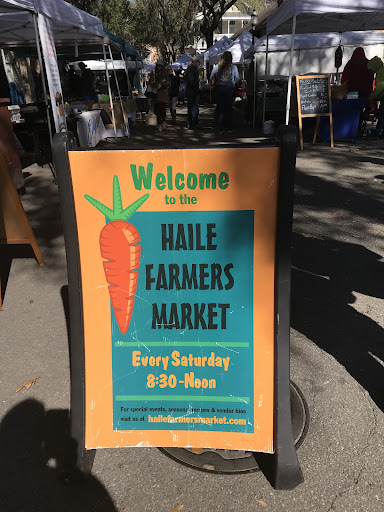 Welcome
to the
HAILE
FARMERS
MARKET
Every Saturday
8:30-Noon
For special events, seasonal recipes & vendor bios
visit us at hailefarmersmarket.com